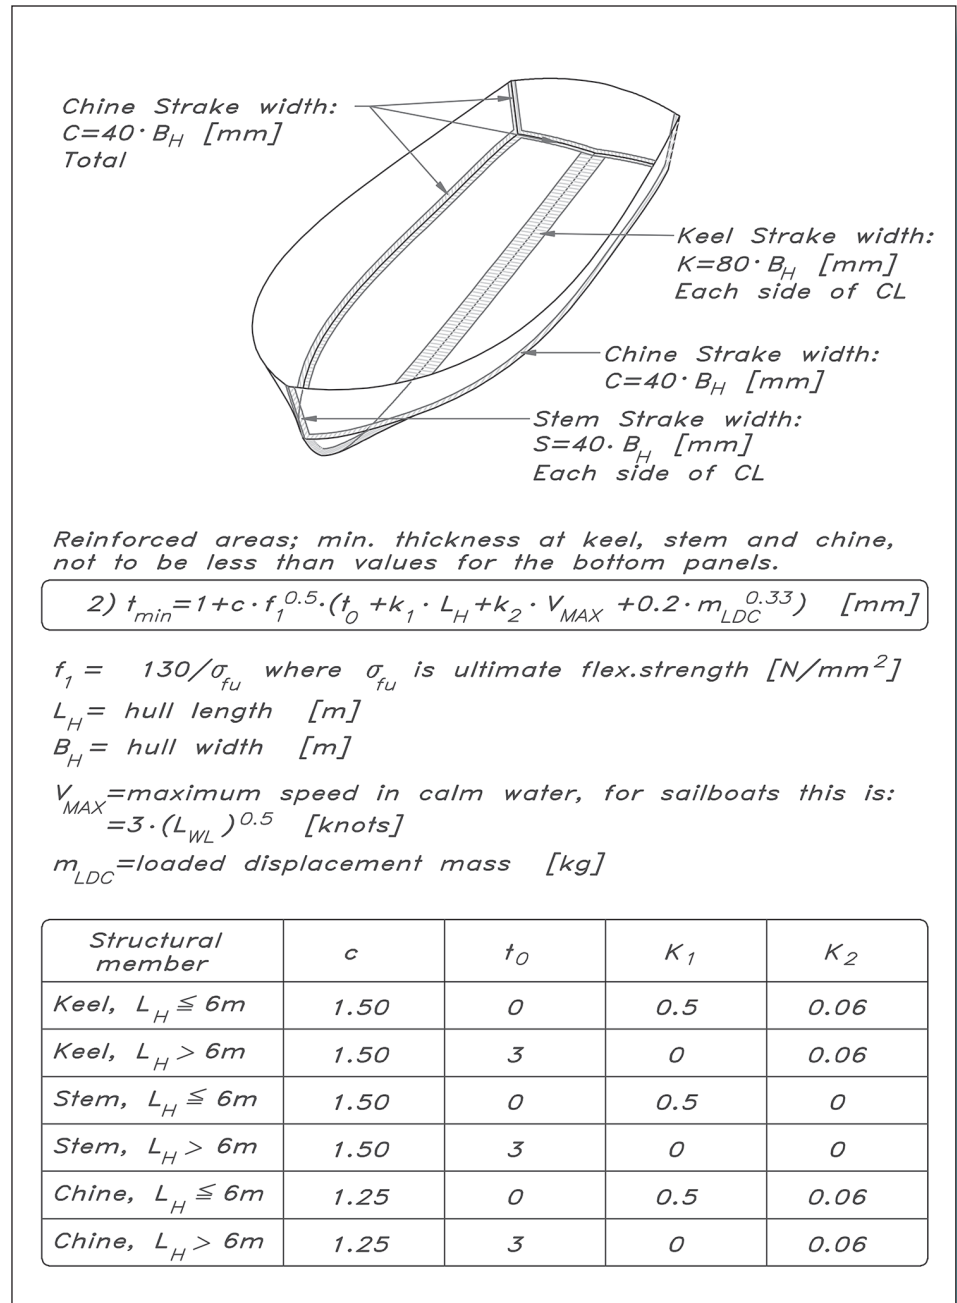 Chine Strake width:
C=40·B_H [mm]
Total
Keel Strake width:
K=80·B_H [mm]
Each side of CL
Chine Strake width:
C=40·B_H [mm]
Stem Strake width:
S=40·B_H [mm]
Each side of CL
Reinforced areas; min. thickness at keel, stem and chine,
not to be less than values for the bottom panels.
2) t_min=1+c·f_1^0.5·(t_0+k_1·L_H+k_2·V_MAX+0.2·m_LDC^0.33) [mm]
f_1= 130/σ_fu where σ_fu is ultimate flex.strength [N/mm²]
L_H= hull length [m]
B_H= hull width [m]
V_MAX=maximum speed in calm water, for sailboats this is:
=3·(L_WL)^0.5 [knots]
m_LDC=loaded displacement mass [kg]
Structural member c t_0 K_1 K_2
Keel, L_H ≦ 6m 1.50 0 0.5 0.06
Keel, L_H > 6m 1.50 3 0 0.06
Stem, L_H ≦ 6m 1.50 0 0.5 0
Stem, L_H > 6m 1.50 3 0 0
Chine, L_H ≦ 6m 1.25 0 0.5 0.06
Chine, L_H > 6m 1.25 3 0 0.06